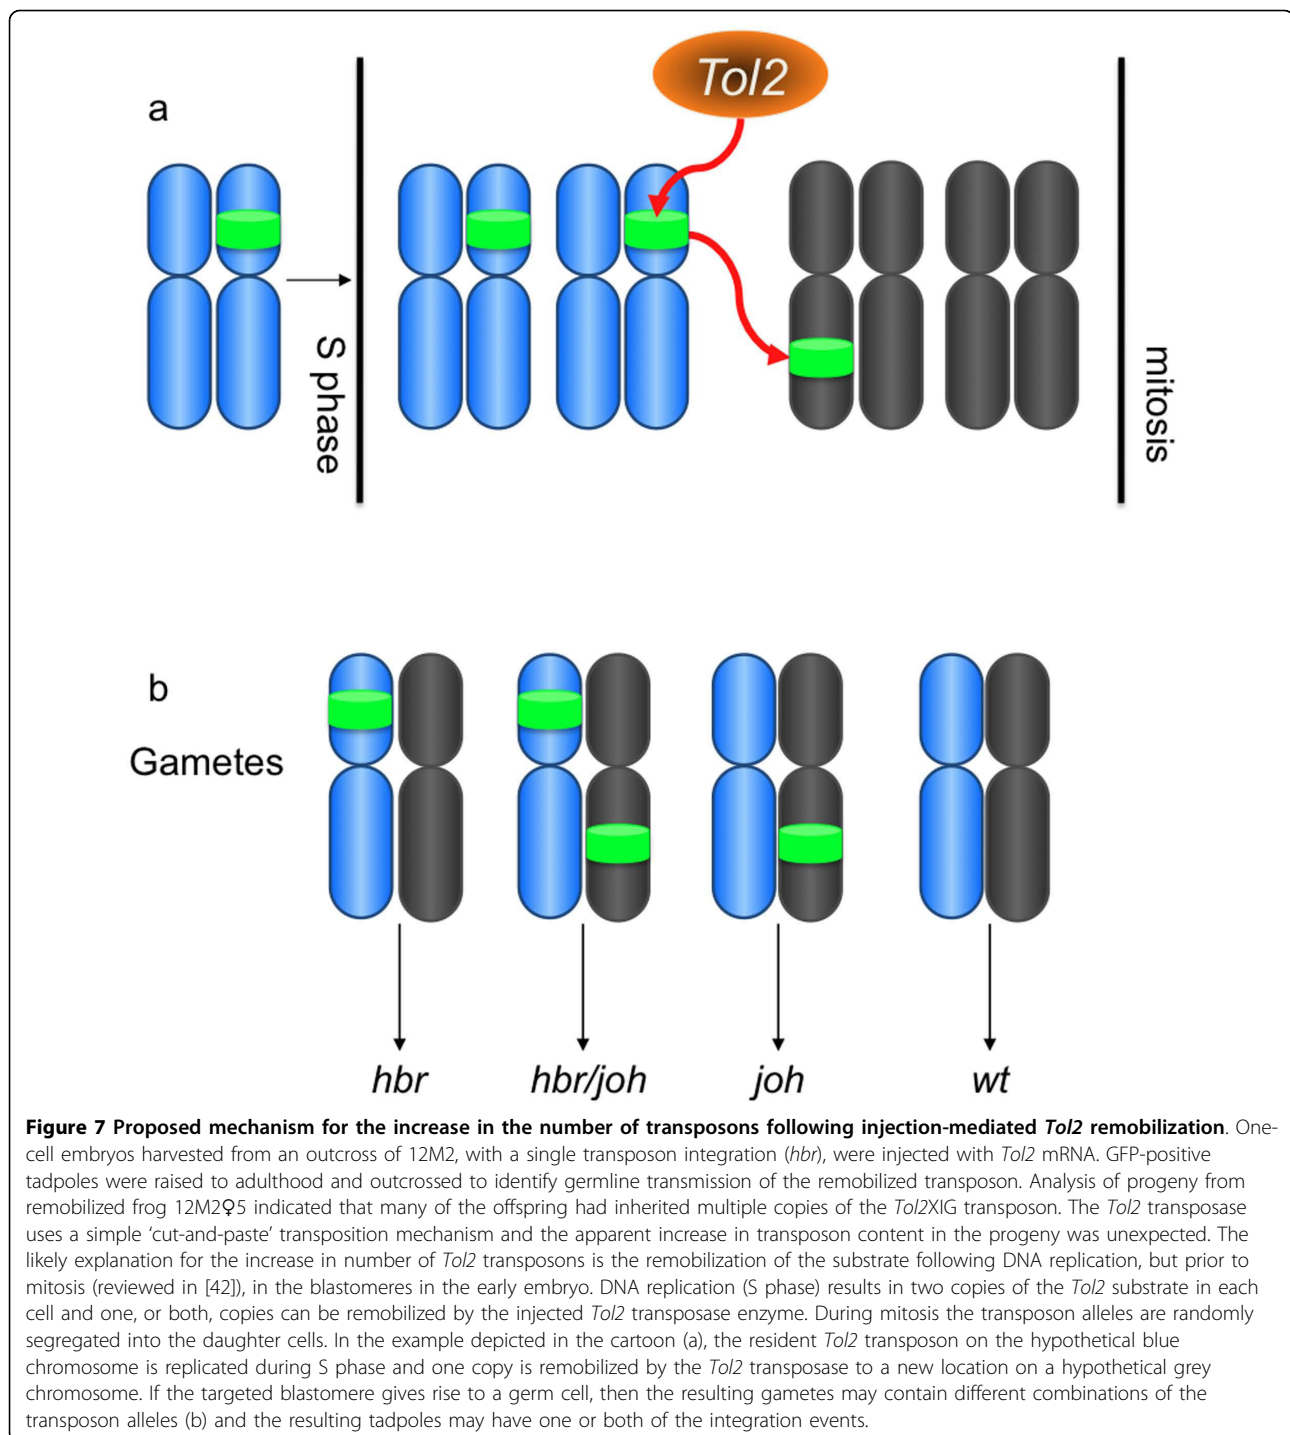 Tol2
a
S phase
mitosis
b
Gametes
hbr
hbr/joh
joh
wt
Figure 7 Proposed mechanism for the increase in the number of transposons following injection-mediated Tol2 remobilization. One-
cell embryos harvested from an outcross of 12M2, with a single transposon integration (hbr), were injected with Tol2 mRNA. GFP-positive
tadpoles were raised to adulthood and outcrossed to identify germline transmission of the remobilized transposon. Analysis of progeny from
remobilized frog 12M2♀5 indicated that many of the offspring had inherited multiple copies of the Tol2XIG transposon. The Tol2 transposase
uses a simple ‘cut-and-paste’ transposition mechanism and the apparent increase in transposon content in the progeny was unexpected. The
likely explanation for the increase in number of Tol2 transposons is the remobilization of the substrate following DNA replication, but prior to
mitosis (reviewed in [42]), in the blastomeres in the early embryo. DNA replication (S phase) results in two copies of the Tol2 substrate in each
cell and one, or both, copies can be remobilized by the injected Tol2 transposase enzyme. During mitosis the transposon alleles are randomly
segregated into the daughter cells. In the example depicted in the cartoon (a), the resident Tol2 transposon on the hypothetical blue
chromosome is replicated during S phase and one copy is remobilized by the Tol2 transposase to a new location on a hypothetical grey
chromosome. If the targeted blastomere gives rise to a germ cell, then the resulting gametes may contain different combinations of the
transposon alleles (b) and the resulting tadpoles may have one or both of the integration events.